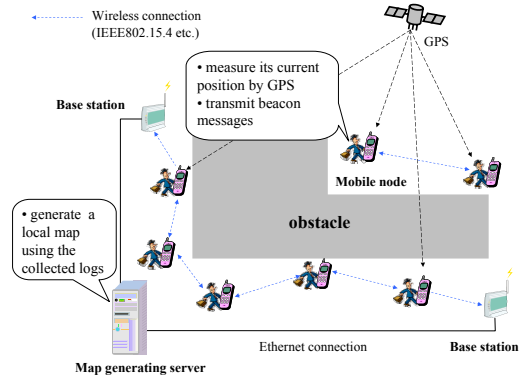 Wireless connection
(IEEE802.15.4 etc.)
GPS
• measure its current
position by GPS
• transmit beacon
messages
Base station
Mobile node
• generate a
local map
using the
collected logs
obstacle
Ethernet connection
Base station
Map generating server